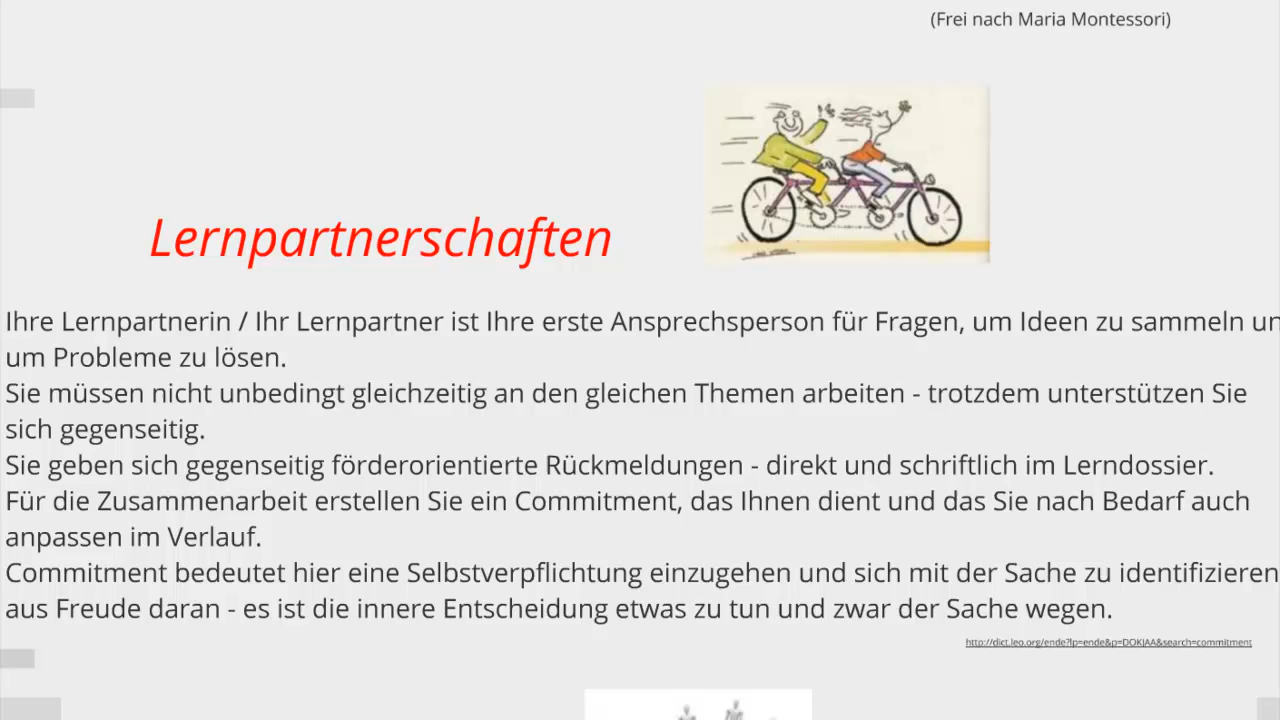 (Frei nach Maria Montessori)
Lernpartnerschaften
Ihre Lernpartnerin / Ihr Lernpartner ist Ihre erste Ansprechsperson für Fragen, um Ideen zu sammeln un
um Probleme zu lösen.
Sie müssen nicht unbedingt gleichzeitig an den gleichen Themen arbeiten - trotzdem unterstützen Sie
sich gegenseitig.
Sie geben sich gegenseitig förderorientierte Rückmeldungen - direkt und schriftlich im Lerndossier.
Für die Zusammenarbeit erstellen Sie ein Commitment, das Ihnen dient und das Sie nach Bedarf auch
anpassen im Verlauf.
Commitment bedeutet hier eine Selbstverpflichtung einzugehen und sich mit der Sache zu identifizieren
aus Freude daran - es ist die innere Entscheidung etwas zu tun und zwar der Sache wegen.
http://dict.leo.org/ende?lp=ende&p=DOKJAA&search=commitment